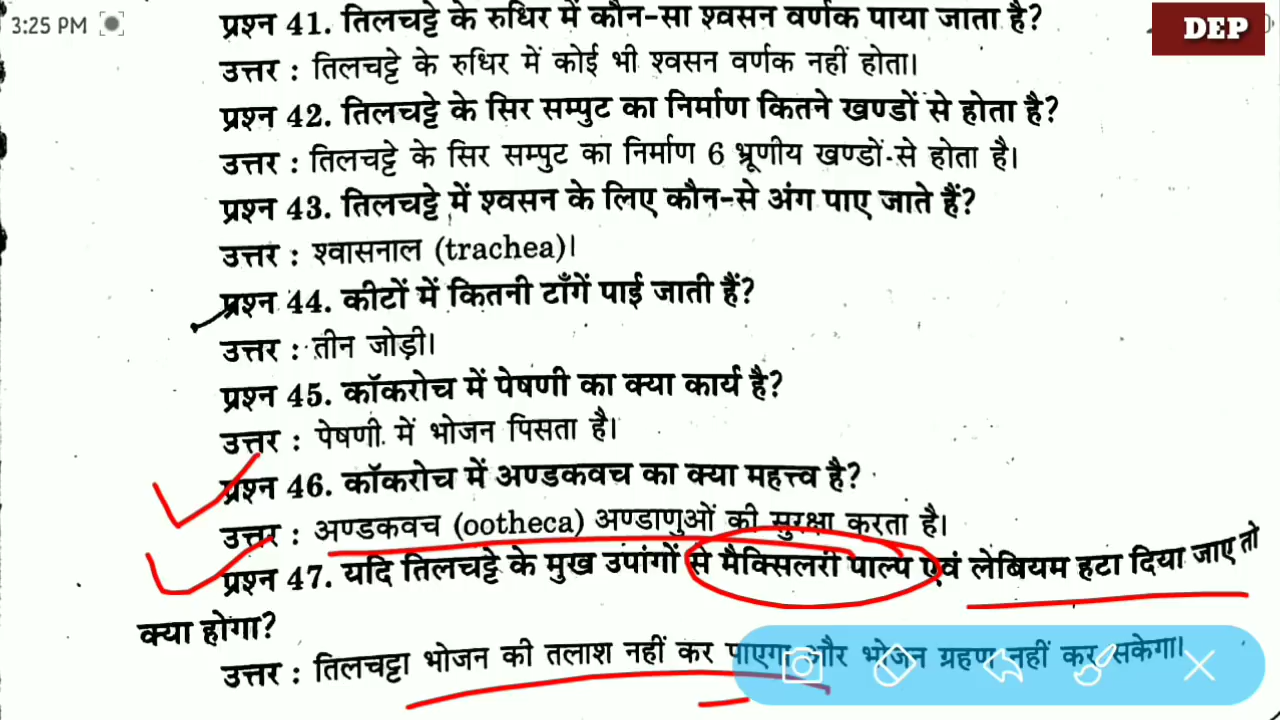 3:25 PM
DEP
प्रश्न 41. तिलचट्टे के रुधिर में कौन-सा श्वसन वर्णक पाया जाता है?
उत्तर : तिलचट्टे के रुधिर में कोई भी श्वसन वर्णक नहीं होता।
प्रश्न 42. तिलचट्टे के सिर सम्पुट का निर्माण कितने खण्डों से होता है?
उत्तर : तिलचट्टे के सिर सम्पुट का निर्माण 6 भ्रूणीय खण्डों-से होता है।
प्रश्न 43. तिलचट्टे में श्वसन के लिए कौन-से अंग पाए जाते हैं?
उत्तर : श्वासनाल (trachea)।
प्रश्न 44. कीटों में कितनी टाँगें पाई जाती हैं?
उत्तर : तीन जोड़ी।
प्रश्न 45. कॉकरोच में पेषणी का क्या कार्य है?
उत्तर : पेषणी में भोजन पिसता है।
प्रश्न 46. कॉकरोच में अण्डकवच का क्या महत्त्व है?
उत्तर : अण्डकवच (ootheca) अण्डाणुओं की सुरक्षा करता है।
प्रश्न 47. यदि तिलचट्टे के मुख उपांगों से मैक्सिलरी पाल्प एवं लेबियम हटा दिया जाए तो
क्या होगा?
उत्तर : तिलचट्टा भोजन की तलाश नहीं कर पाएगा और भोजन ग्रहण नहीं कर सकेगा।